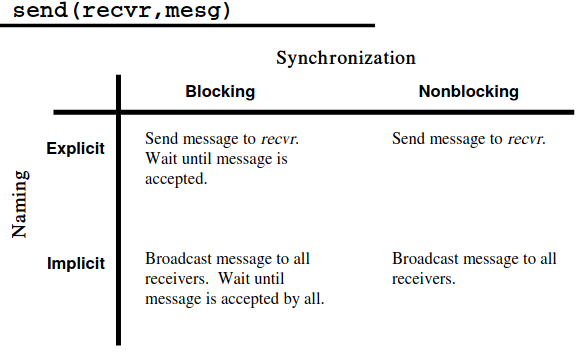 send(recvr,mesg)
Synchronization
Blocking
Nonblocking
Naming
Explicit
Send message to recvr.
Wait until message is
accepted.
Send message to recvr.
Implicit
Broadcast message to all
receivers. Wait until
message is accepted by all.
Broadcast message to all
receivers.